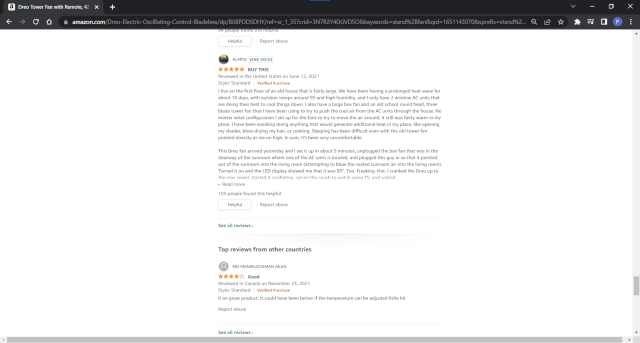 Dreo Tower Fan with Remote, 42
amazon.com/Dreo-Electric-Oscillating-Control-Bladeless/dp/B08PDDSDHY/
34 people found this helpful
Helpful
Report abuse
ALMMG VINE VOICE
BUY THIS
Reviewed in the United States on June 12, 2021
Style: Standard Verified Purchase
I live on the first floor of an old house that is fairly large. We have been having a prolonged heat wave for
about 10 days, with outdoor temps around 95 and high humidity, and I only have 2 window AC units that
are doing their best to cool things down. I also have a large box fan and an old school round head, three
blade tower fan that I have been using to try to push the cool air from the AC units through the house. No
matter what configuration I set up for the fans to try to move the air around, it still was fairly warm in my
place. I have been avoiding doing anything that would generate additional heat in my place, like opening
my shades, blow drying my hair, or cooking. Sleeping has been difficult even with the old tower fan
pointed directly at me on high. In sum, it's been very uncomfortable.
This Dreo fan arrived yesterday and I set it up in about 5 minutes, unplugged the box fan that was in the
doorway of the sunroom where one of the AC units is located, and plugged this guy in so that it pointed
out of the sunroom into the living room (attempting to blow the cooled sunroom air into the living room).
Turned it on and the LED display showed me that it was 85°. Too. Freaking. Hot. I cranked the Dreo up to
the max speed, started it oscillating, sat on the couch to watch some TV, and waited.
Read more
105 people found this helpful
Helpful
Report abuse
See all reviews
Top reviews from other countries
MD MANIRUZZAMAN AKAN
Good
Reviewed in Canada on November 23, 2021
Style: Standard Verified Purchase
It an great product. It could have been better if the temperature can be adjusted little bit
Report abuse
See all reviews